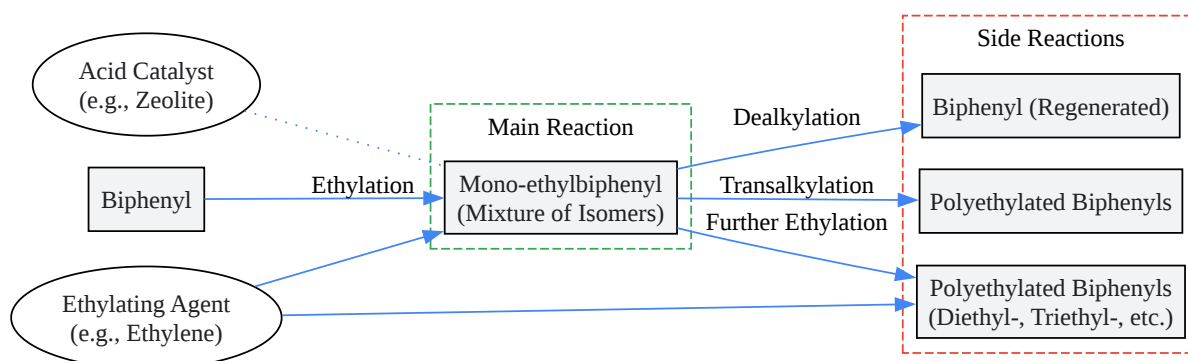 Side Reactions
Acid Catalyst
(e.g., Zeolite)
Biphenyl (Regenerated)
Main Reaction
Dealkylation
Biphenyl
Ethylation
Mono-ethylbiphenyl
(Mixture of Isomers)
Transalkylation
Polyethylated Biphenyls
Further Ethylation
Ethylating Agent
(e.g., Ethylene)
Polyethylated Biphenyls
(Diethyl-, Triethyl-, etc.)